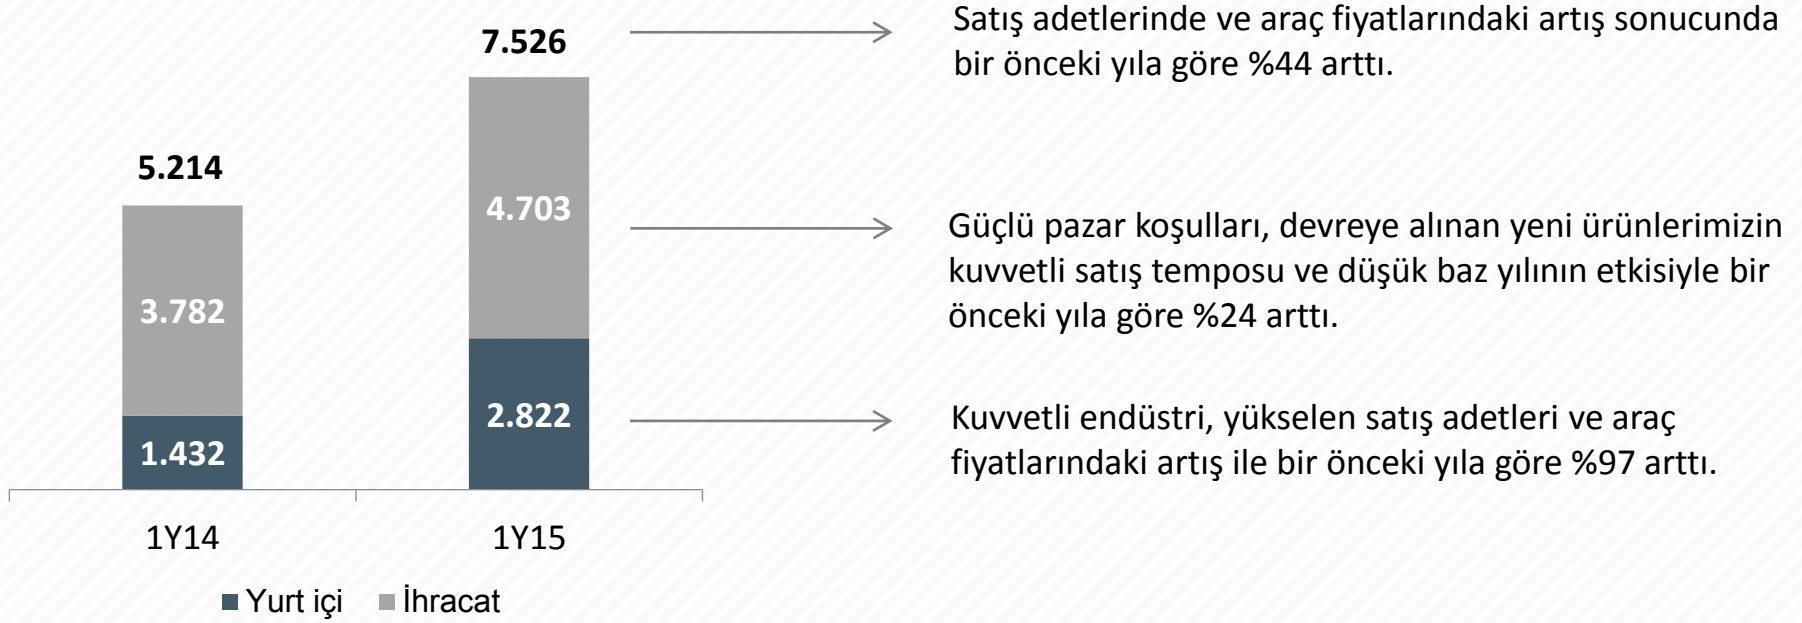 7.526
5.214
4.703
3.782
2.822
1.432
1Y14
1Y15
Yurt içi
İhracat
Satış adetlerinde ve araç fiyatlarındaki artış sonucunda
bir önceki yıla göre %44 arttı.
Güçlü pazar koşulları, devreye alınan yeni ürünlerimizin
kuvvetli satış temposu ve düşük baz yılının etkisiyle bir
önceki yıla göre %24 arttı.
Kuvvetli endüstri, yükselen satış adetleri ve araç
fiyatlarındaki artış ile bir önceki yıla göre %97 arttı.